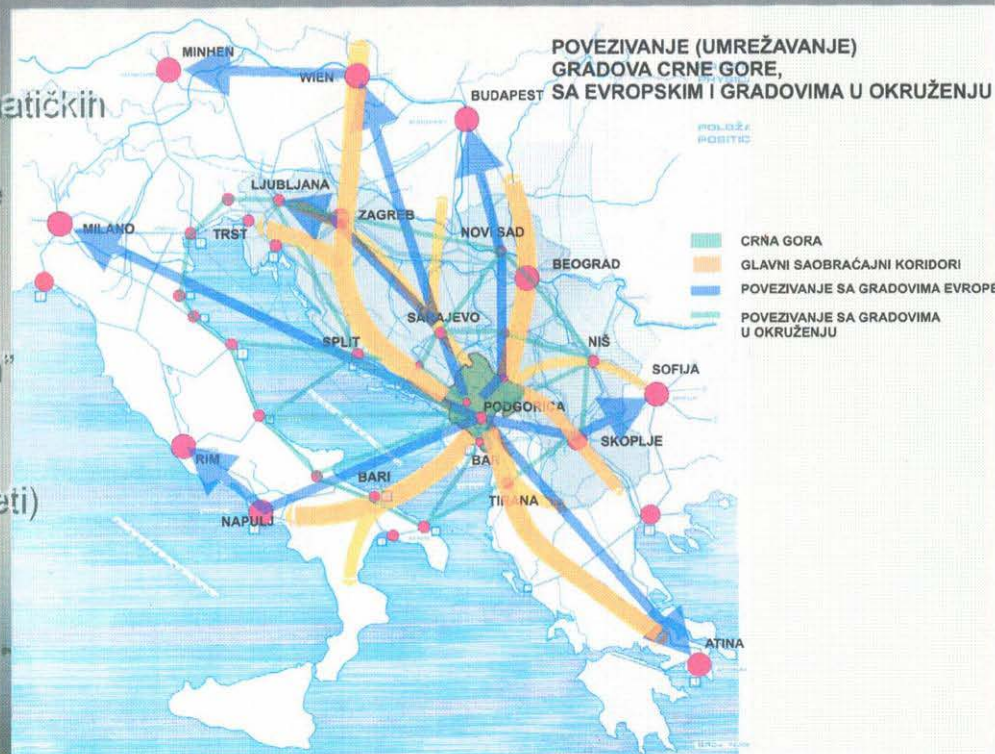 POVEZIVANJE (UMREŽAVANJE)
GRADOVA CRNE GORE,
SA EVROPSKIM I GRADOVIMA U OKRUŽENJU
MINHEN
WIEN
BUDAPEST
atičkih
LJUBLJANA
ZAGREB
MILANO
TRST
NOVI SAD
BEOGRAD
SARAJEVO
SPLIT
NIŠ
SOFIJA
PODGORICA
SKOPLJE
RIM
BARI
BAR
TIRANA
eti)
NAPULJ
ATINA
CRNA GORA
GLAVNI SAOBRAĆAJNI KORIDORI
POVEZIVANJE SA GRADOVIMA EVROPE
POVEZIVANJE SA GRADOVIMA
U OKRUŽENJU